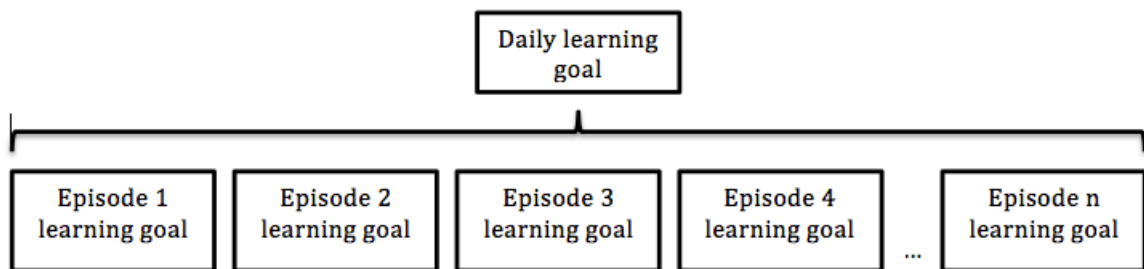 Daily learning
goal
Episode 1
learning goal
Episode 2
learning goal
Episode 3
learning goal
Episode 4
learning goal
...
Episode n
learning goal